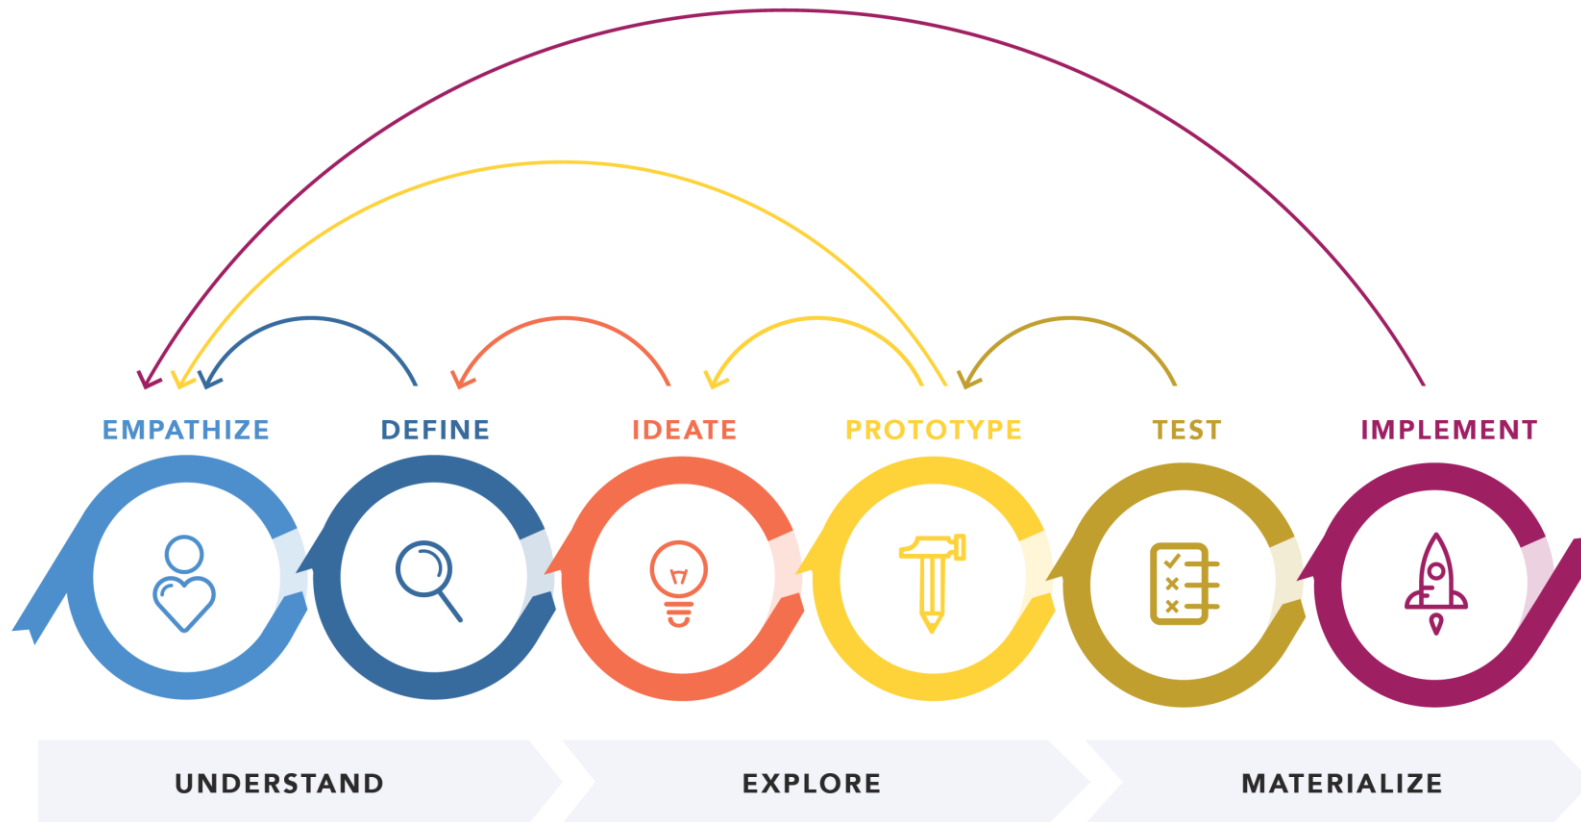 EMPATHIZE
DEFINE
IDEATE
PROTOTYPE
TEST
IMPLEMENT
UNDERSTAND
EXPLORE
MATERIALIZE